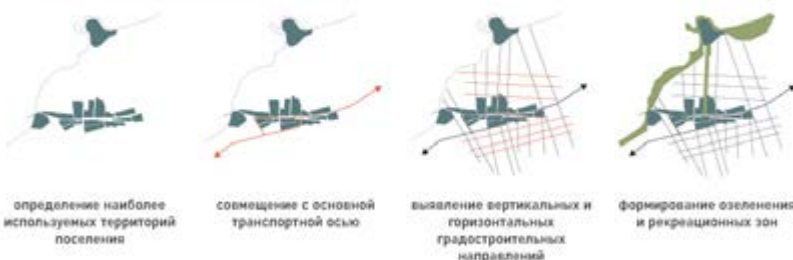 определение наиболее
используемых территорий
поселения
совмещение с основной
транспортной осью
выявление вертикальных и
горизонтальных
градостроительных
направлений
формирование озеленения
и рекреационных зон